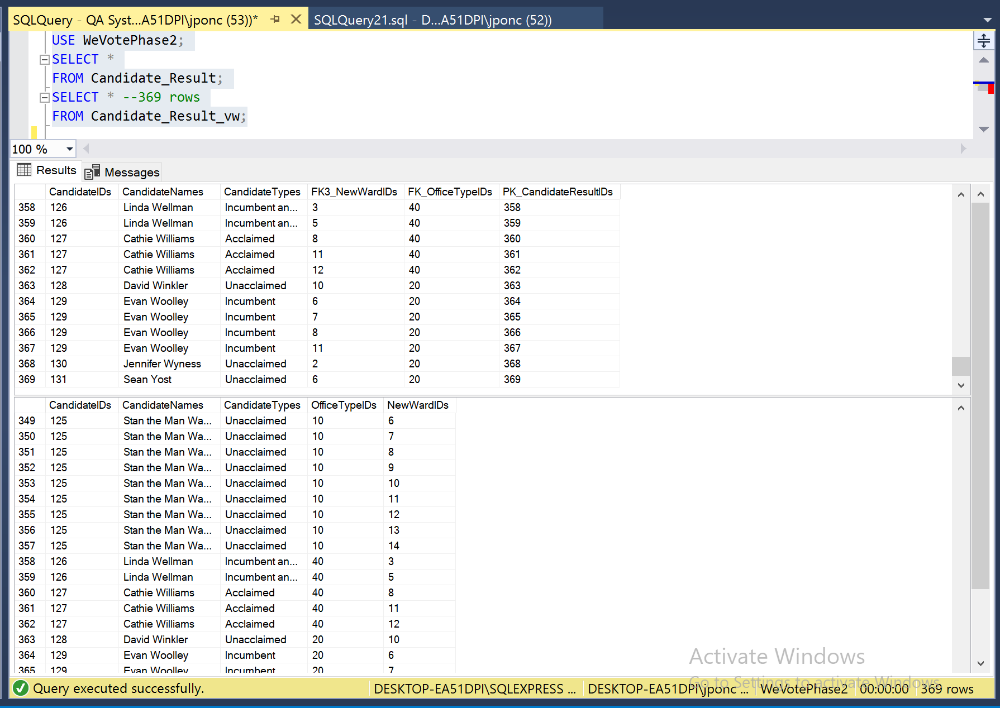 SQLQuery - QA Syst...A51DPI\jponc (53))*
SQLQuery21.sql - D...A51DPI\jponc (52))
USE WeVotePhase2;
SELECT *
FROM Candidate_Result;
SELECT * --369 rows
FROM Candidate_Result_vw;
100 %
Results
Messages
CandidateIDs CandidateNames CandidateTypes FK3_NewWardIDs FK_OfficeTypeIDs PK_CandidateResultIDs
358 126 Linda Wellman Incumbent an... 3 40 358
359 126 Linda Wellman Incumbent an... 5 40 359
360 127 Cathie Williams Acclaimed 8 40 360
361 127 Cathie Williams Acclaimed 11 40 361
362 127 Cathie Williams Acclaimed 12 40 362
363 128 David Winkler Unacclaimed 10 20 363
364 129 Evan Woolley Incumbent 6 20 364
365 129 Evan Woolley Incumbent 7 20 365
366 129 Evan Woolley Incumbent 8 20 366
367 129 Evan Woolley Incumbent 11 20 367
368 130 Jennifer Wyness Unacclaimed 2 20 368
369 131 Sean Yost Unacclaimed 6 20 369
CandidateIDs CandidateNames CandidateTypes OfficeTypeIDs NewWardIDs
349 125 Stan the Man Wa... Unacclaimed 10 6
350 125 Stan the Man Wa... Unacclaimed 10 7
351 125 Stan the Man Wa... Unacclaimed 10 8
352 125 Stan the Man Wa... Unacclaimed 10 9
353 125 Stan the Man Wa... Unacclaimed 10 10
354 125 Stan the Man Wa... Unacclaimed 10 11
355 125 Stan the Man Wa... Unacclaimed 10 12
356 125 Stan the Man Wa... Unacclaimed 10 13
357 125 Stan the Man Wa... Unacclaimed 10 14
358 126 Linda Wellman Incumbent an... 40 3
359 126 Linda Wellman Incumbent an... 40 5
360 127 Cathie Williams Acclaimed 40 8
361 127 Cathie Williams Acclaimed 40 11
362 127 Cathie Williams Acclaimed 40 12
363 128 David Winkler Unacclaimed 20 10
364 129 Evan Woolley Incumbent 20 6
365 129 Evan Woolley Incumbent 20 7
Activate Windows
Go to Settings to activate Windows.
Query executed successfully.
DESKTOP-EA51DPI\SQLEXPRESS ...
DESKTOP-EA51DPI\jponc ...
WeVotePhase2
00:00:00
369 rows